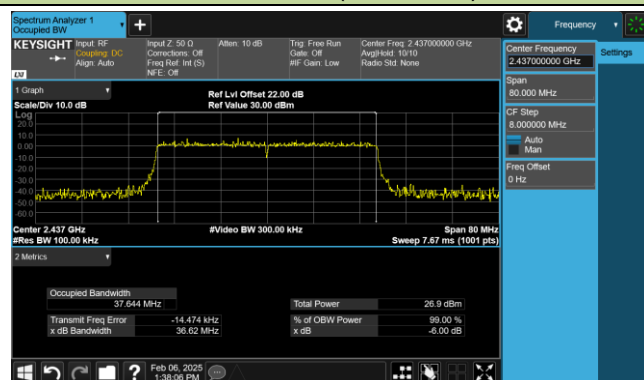 Spectrum Analyzer 1
Occupied BW
Frequency
KEYSIGHT
Input: RF
Coupling: DC
Align: Auto
Input Z: 50 Ω
Corrections: Off
Freq Ref: Int (S)
NFE: Off
Atten: 10 dB
Trig: Free Run
Gate: Off
#IF Gain: Low
Center Freq: 2.437000000 GHz
Avg|Hold: 10/10
Radio Std: None
LXI
Center Frequency
2.437000000 GHz
Settings
Span
80.000 MHz
CF Step
8.000000 MHz
Auto
Man
Freq Offset
0 Hz
1 Graph
Scale/Div 10.0 dB
Ref Lvl Offset 22.00 dB
Ref Value 30.00 dBm
Log
20.0
10.0
0.00
-10.0
-20.0
-30.0
-40.0
-50.0
-60.0
Center 2.437 GHz
#Res BW 100.00 kHz
#Video BW 300.00 kHz
Span 80 MHz
Sweep 7.67 ms (1001 pts)
2 Metrics
Occupied Bandwidth
37.644 MHz
Total Power 26.9 dBm
Transmit Freq Error -14.474 kHz
% of OBW Power 99.00 %
x dB Bandwidth 36.62 MHz
x dB -6.00 dB
?
Feb 06, 2025
1:38:06 PM